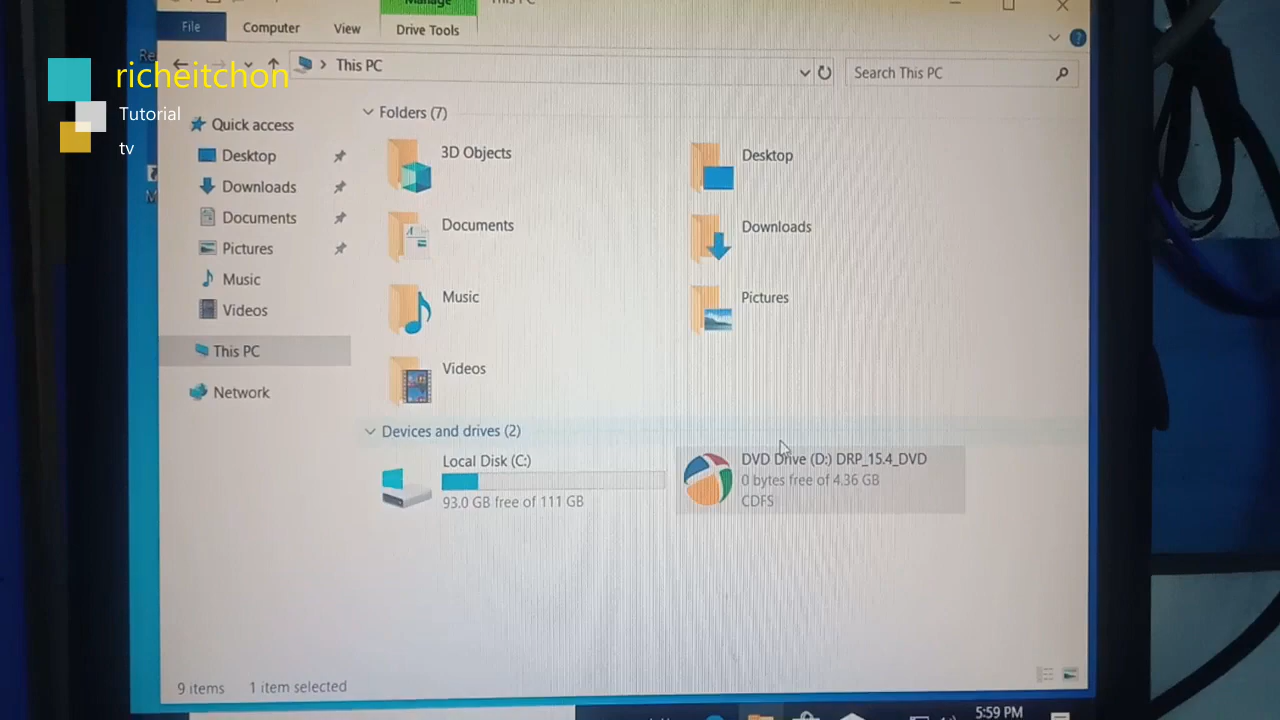 Manage
This PC
File
Computer
View
Drive Tools
This PC
Search This PC
richeitchon
Tutorial
tv
Quick access
Desktop
Downloads
Documents
Pictures
Music
Videos
This PC
Network
Folders (7)
3D Objects
Desktop
Documents
Downloads
Music
Pictures
Videos
Devices and drives (2)
Local Disk (C:)
93.0 GB free of 111 GB
DVD Drive (D:) DRP_15.4_DVD
0 bytes free of 4.36 GB
CDFS
9 items
1 item selected
5:59 PM